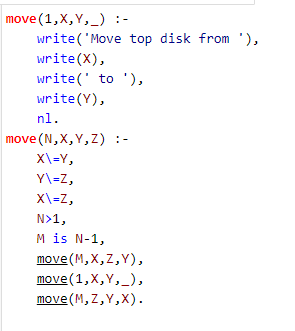 move(1,X,Y,_) :-
    write('Move top disk from '),
    write(X),
    write(' to '),
    write(Y),
    nl.
move(N,X,Y,Z) :-
    X\=Y,
    Y\=Z,
    X\=Z,
    N>1,
    M is N-1,
    move(M,X,Z,Y),
    move(1,X,Y,_),
    move(M,Z,Y,X).